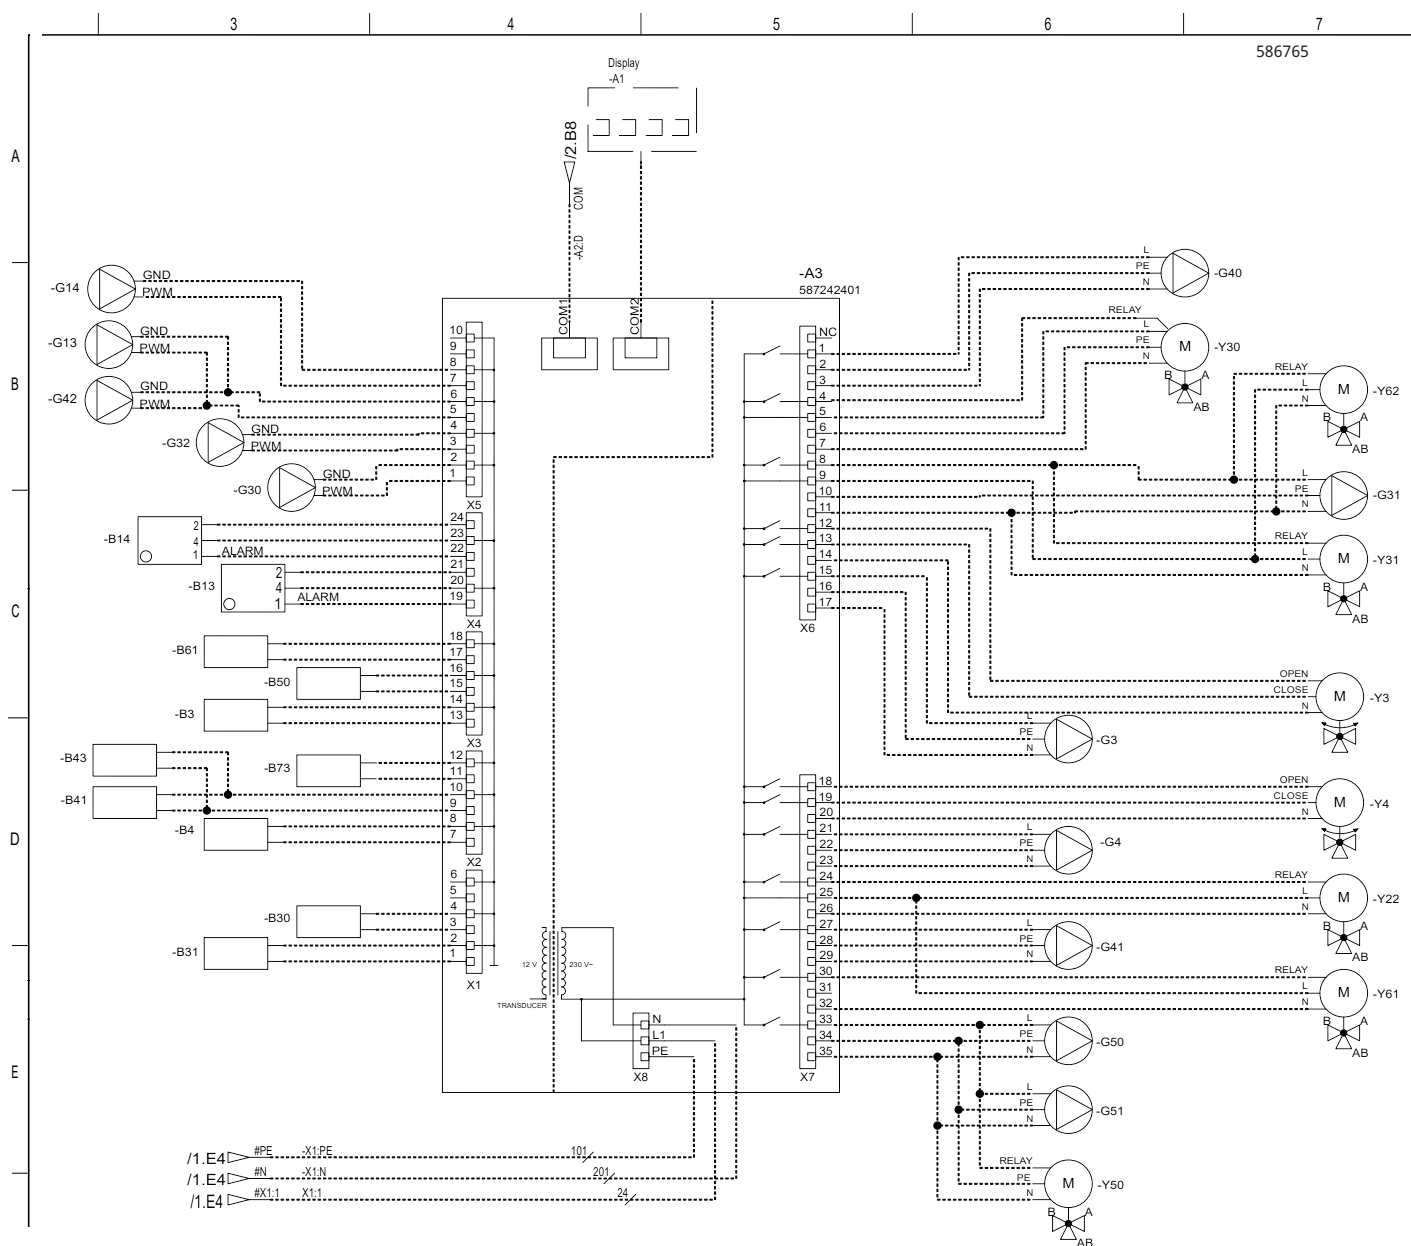 3 4 5 6 7
586765
Display
-A1
A
/2.B8
COM
-A2:D
L
PE
N
-G40
-A3
587242401
-G14
GND
PWM
RELAY
L
PE
N
M
-Y30
B A
AB
COM1
COM2
-G13
GND
PWM
B
-G42
GND
PWM
-G32
GND
PWM
-G30
GND
PWM
10
9
8
7
6
5
4
3
2
1
X5
NC
1
2
3
4
5
6
7
8
9
10
11
12
13
14
15
16
17
X6
RELAY
L
N
M
-Y62
B A
AB
L
PE
N
-G31
RELAY
L
N
M
-Y31
B A
AB
-B14
2
4
1
ALARM
-B13
2
4
1
ALARM
24
23
22
21
20
19
X4
C
-B61
-B50
-B3
18
17
16
15
14
13
X3
OPEN
CLOSE
N
M
-Y3
L
PE
N
-G3
-B43
-B73
-B41
-B4
12
11
10
9
8
7
X2
D
18
19
20
21
22
23
24
25
26
27
28
29
30
31
32
33
34
35
X7
OPEN
CLOSE
N
M
-Y4
L
PE
N
-G4
RELAY
N
M
-Y22
B A
AB
-B30
-B31
6
5
4
3
2
1
X1
12 V
230 V~
TRANSDUCER
L
PE
N
-G41
RELAY
L
N
M
-Y61
B A
AB
N
L1
PE
X8
L
PE
N
-G50
E
L
PE
N
-G51
RELAY
PE
N
M
-Y50
B A
AB
/1.E4 #PE -X1:PE 101
/1.E4 #N -X1:N 201
/1.E4 #X1:1 X1:1 24